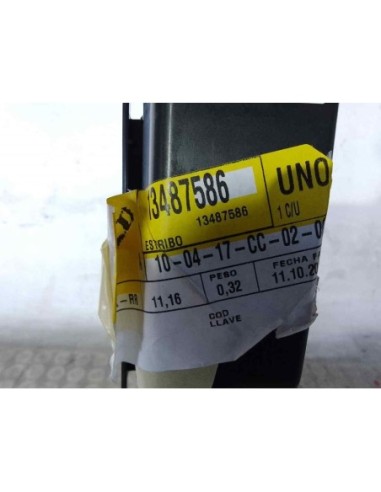 13487586 UNO
13487586 1 C/U
ESTRIBO
10-04-17-CC-02-0
PESO FECHA
11,16 0,32 11.10.20
COD
LLAVE